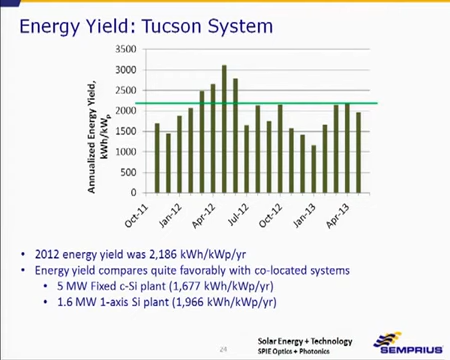 Energy Yield: Tucson System
Annualized Energy Yield,
kWh/kWp
3500
3000
2500
2000
1500
1000
500
0
Oct-11
Jan-12
Apr-12
Jul-12
Oct-12
Jan-13
Apr-13
• 2012 energy yield was 2,186 kWh/kWp/yr
• Energy yield compares quite favorably with co-located systems
• 5 MW Fixed c-Si plant (1,677 kWh/kWp/yr)
• 1.6 MW 1-axis Si plant (1,966 kWh/kWp/yr)
24
Solar Energy + Technology
SPIE Optics + Photonics
SEMPRIUS